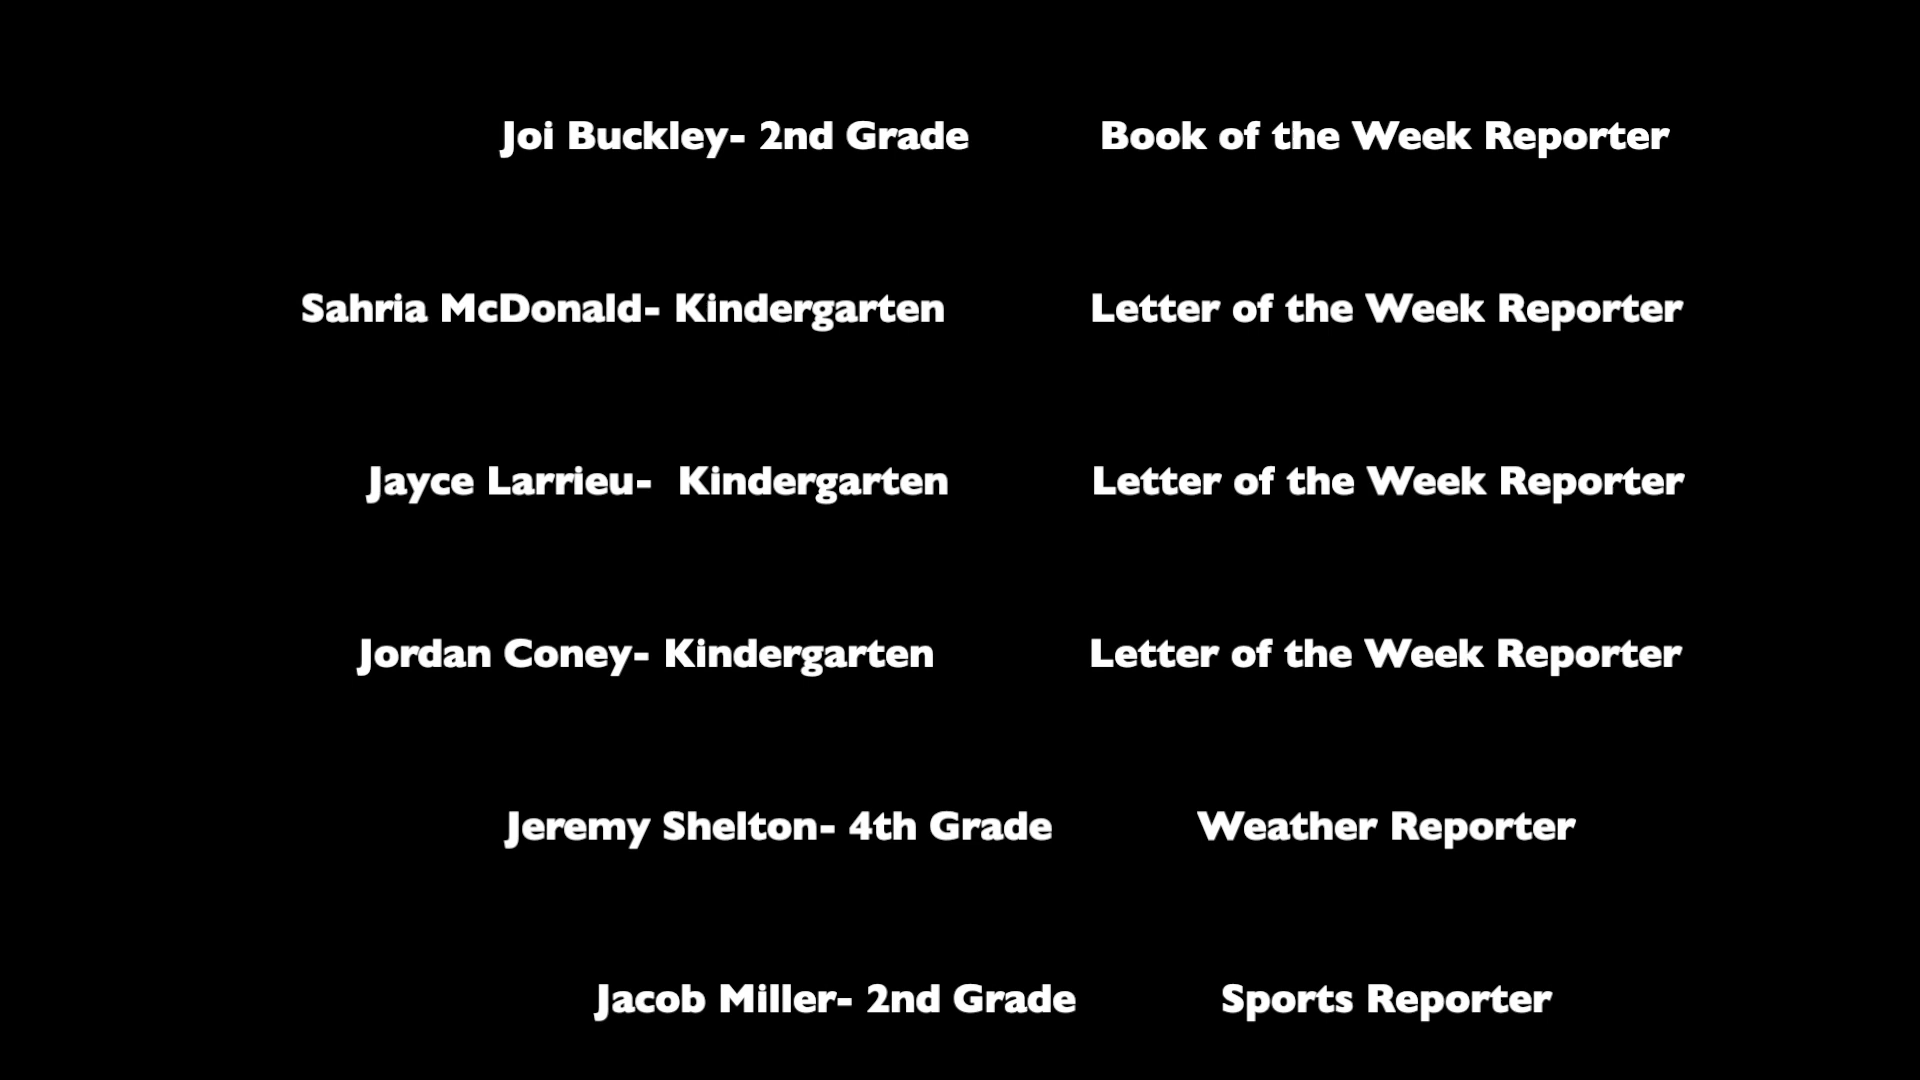 Joi Buckley- 2nd Grade Book of the Week Reporter
Sahria McDonald- Kindergarten Letter of the Week Reporter
Jayce Larrieu-  Kindergarten Letter of the Week Reporter
Jordan Coney- Kindergarten Letter of the Week Reporter
Jeremy Shelton- 4th Grade Weather Reporter
Jacob Miller- 2nd Grade Sports Reporter